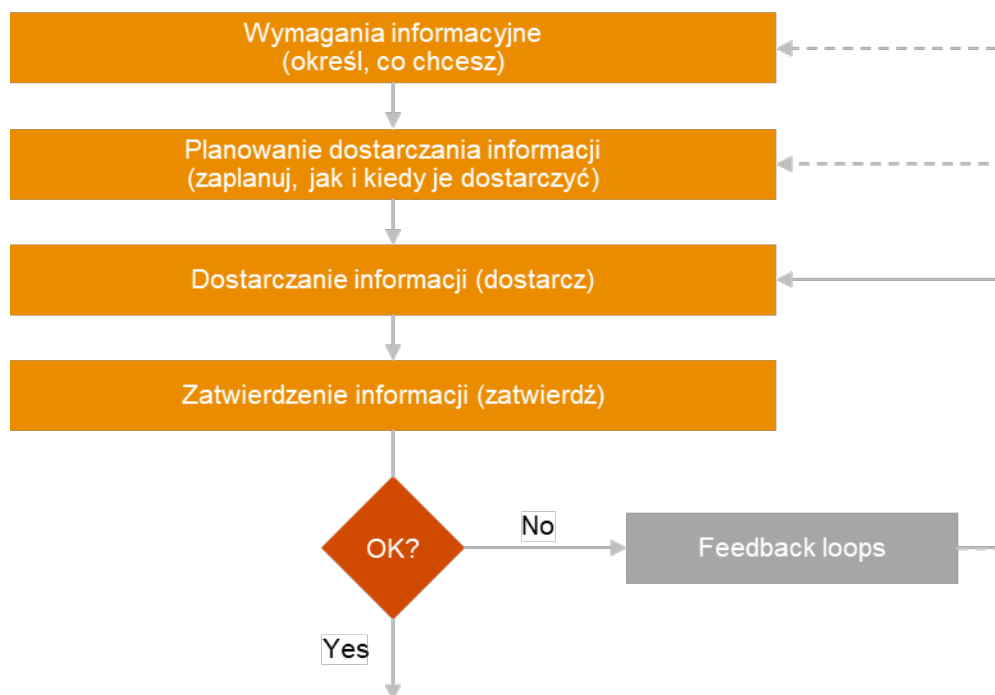 Wymagania informacyjne
(określ, co chcesz)
Planowanie dostarczania informacji
(zaplanuj, jak i kiedy je dostarczyć)
Dostarczanie informacji (dostarcz)
Zatwierdzenie informacji (zatwierdź)
OK?
No
Feedback loops
Yes